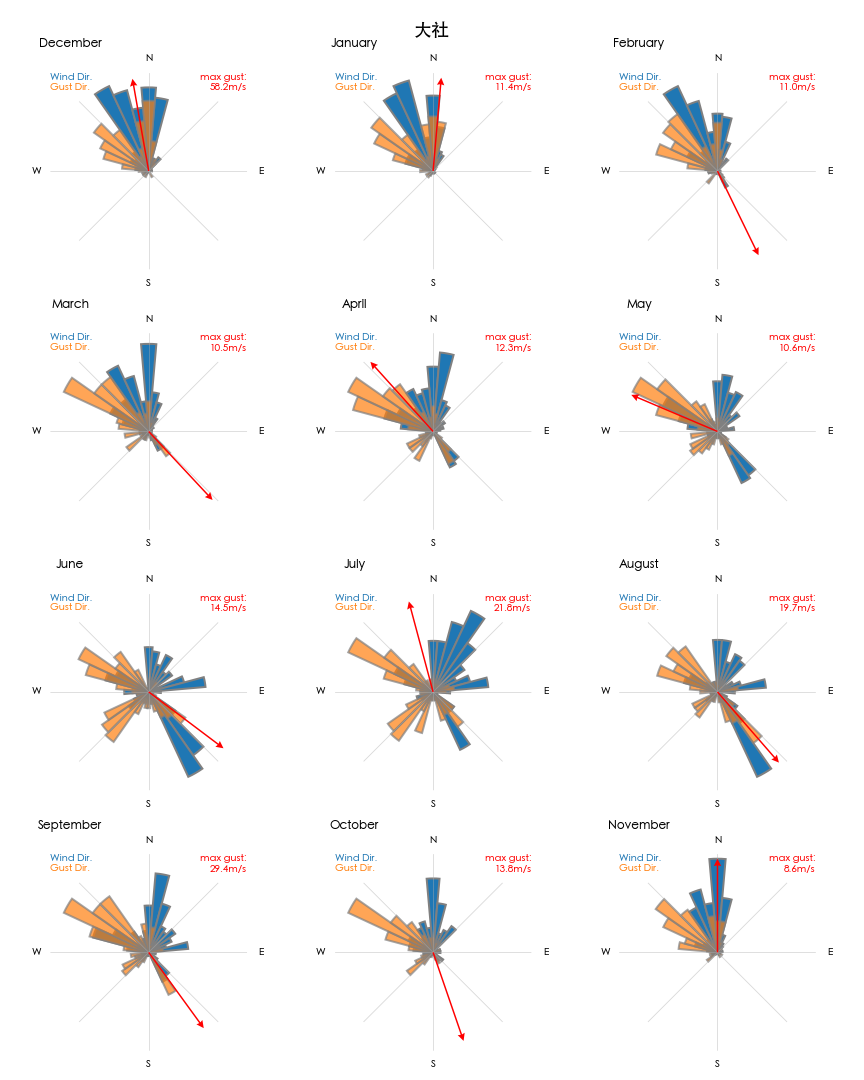 大社
December
N
Wind Dir.
Gust Dir.
max gust:
58.2m/s
W
E
S
January
N
Wind Dir.
Gust Dir.
max gust:
11.4m/s
W
E
S
February
N
Wind Dir.
Gust Dir.
max gust:
11.0m/s
W
E
S
March
N
Wind Dir.
Gust Dir.
max gust:
10.5m/s
W
E
S
April
N
Wind Dir.
Gust Dir.
max gust:
12.3m/s
W
E
S
May
N
Wind Dir.
Gust Dir.
max gust:
10.6m/s
W
E
S
June
N
Wind Dir.
Gust Dir.
max gust:
14.5m/s
W
E
S
July
N
Wind Dir.
Gust Dir.
max gust:
21.8m/s
W
E
S
August
N
Wind Dir.
Gust Dir.
max gust:
19.7m/s
W
E
S
September
N
Wind Dir.
Gust Dir.
max gust:
29.4m/s
W
E
S
October
N
Wind Dir.
Gust Dir.
max gust:
13.8m/s
W
E
S
November
N
Wind Dir.
Gust Dir.
max gust:
8.6m/s
W
E
S